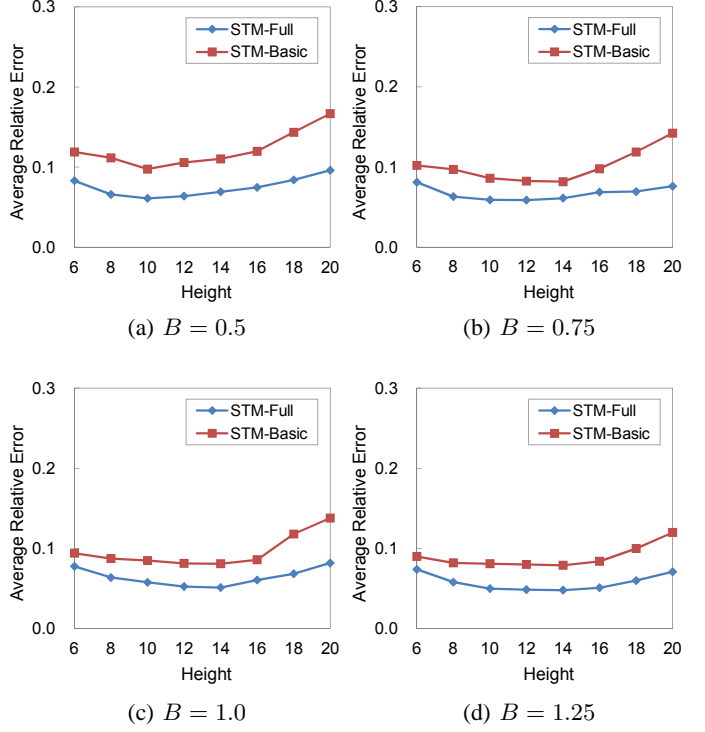 0.3
STM-Full
STM-Basic
0.2
0.1
0.0
Average Relative Error
6 8 10 12 14 16 18 20
Height
(a) B = 0.5
0.3
STM-Full
STM-Basic
0.2
0.1
0.0
Average Relative Error
6 8 10 12 14 16 18 20
Height
(b) B = 0.75
0.3
STM-Full
STM-Basic
0.2
0.1
0.0
Average Relative Error
6 8 10 12 14 16 18 20
Height
(c) B = 1.0
0.3
STM-Full
STM-Basic
0.2
0.1
0.0
Average Relative Error
6 8 10 12 14 16 18 20
Height
(d) B = 1.25